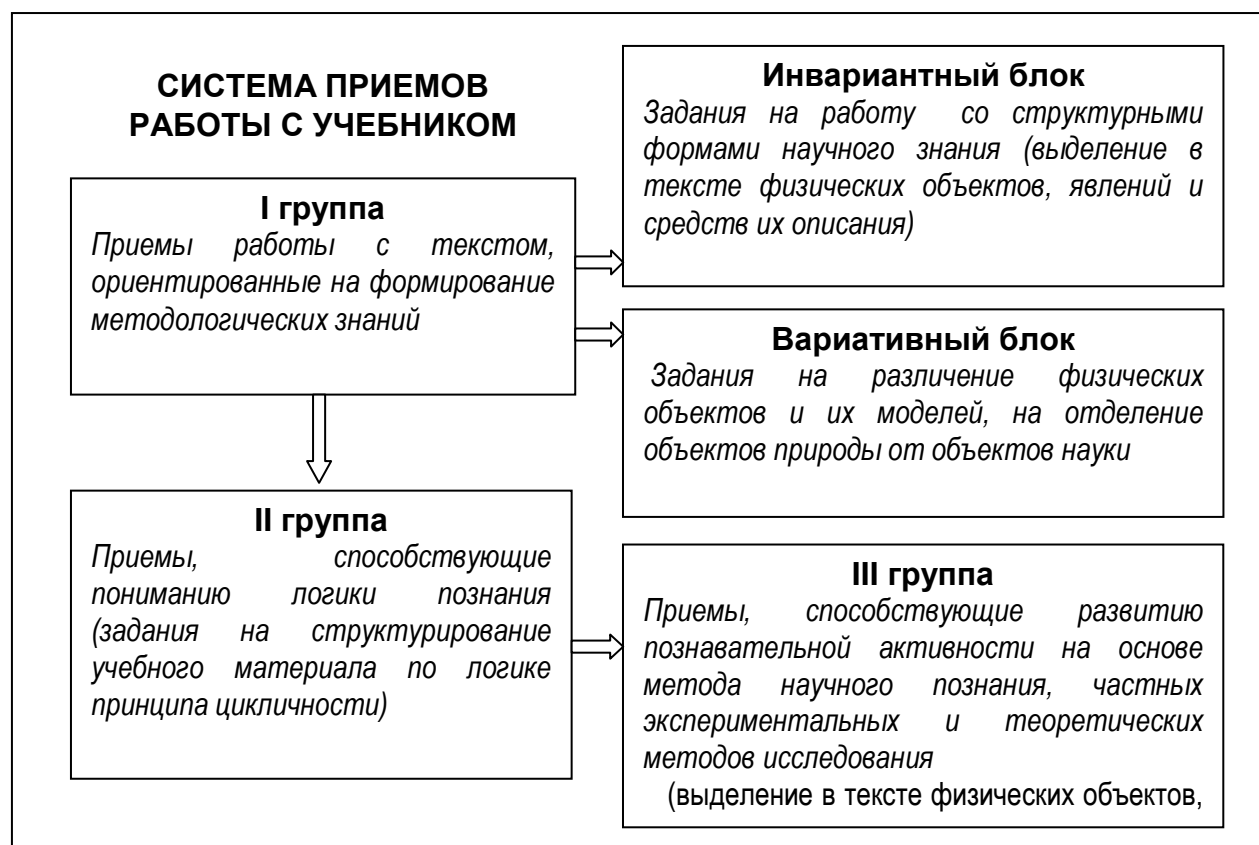 СИСТЕМА ПРИЕМОВ
РАБОТЫ С УЧЕБНИКОМ
I группа
Приемы работы с текстом,
ориентированные на формирование
методологических знаний
Инвариантный блок
Задания на работу со структурными
формами научного знания (выделение в
тексте физических объектов, явлений и
средств их описания)
Вариативный блок
Задания на различение физических
объектов и их моделей, на отделение
объектов природы от объектов науки
II группа
Приемы, способствующие
пониманию логики познания
(задания на структурирование
учебного материала по логике
принципа цикличности)
III группа
Приемы, способствующие развитию
познавательной активности на основе
метода научного познания, частных
экспериментальных и теоретических
методов исследования
(выделение в тексте физических объектов,